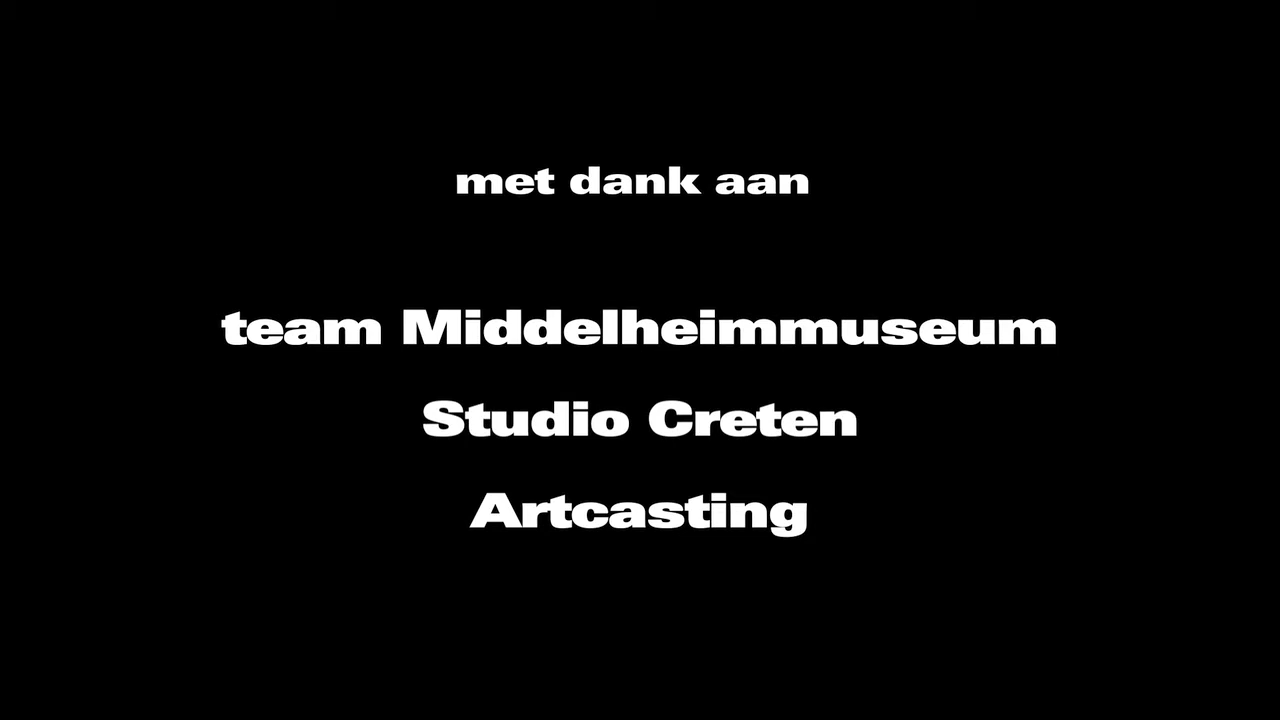 met dank aan
team Middelheimmuseum
Studio Creten
Artcasting